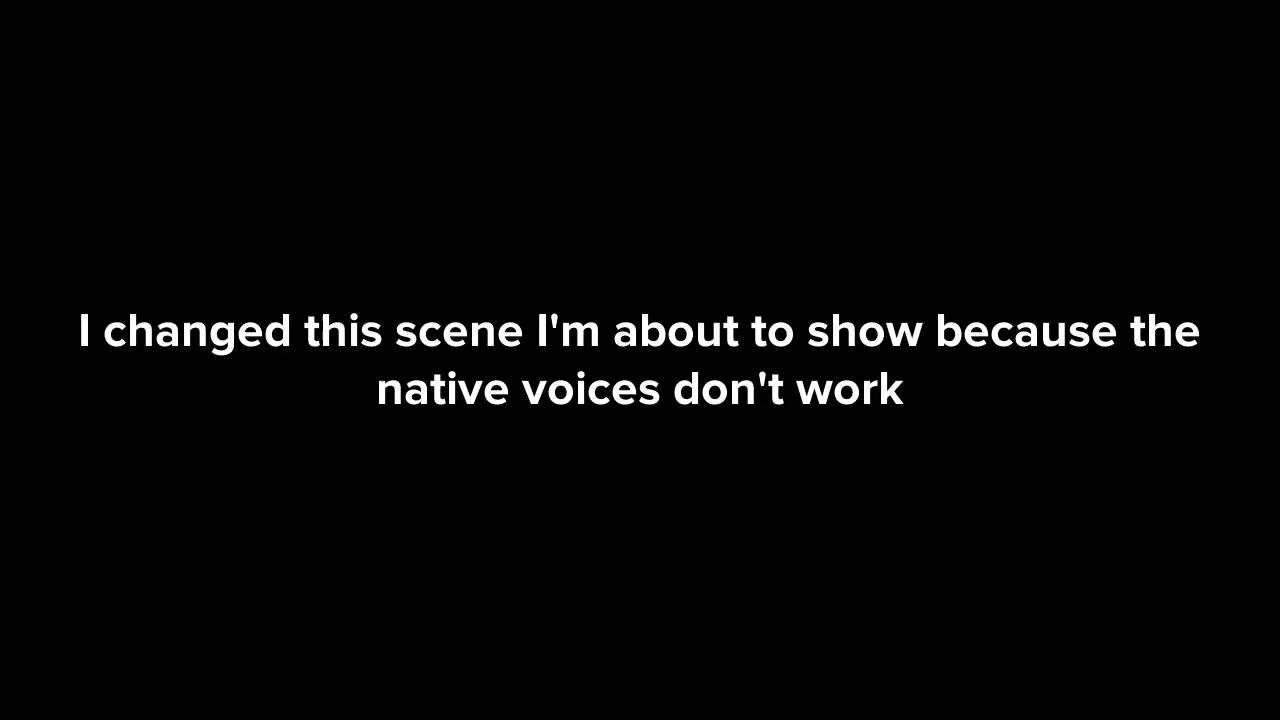 I changed this scene I'm about to show because the
native voices don't work